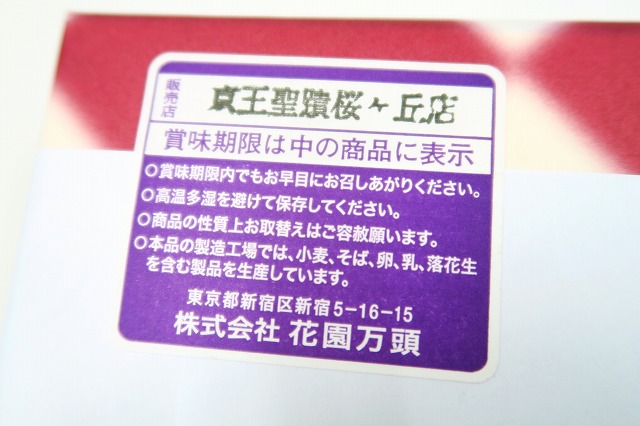 販売店
京王聖蹟桜ヶ丘店
賞味期限は中の商品に表示
○賞味期限内でもお早目にお召しあがりください。
○高温多湿を避けて保存してください。
○商品の性質上お取替えはご容赦願います。
○本品の製造工場では、小麦、そば、卵、乳、落花生
を含む製品を生産しています。
東京都新宿区新宿5-16-15
株式会社 花園万頭